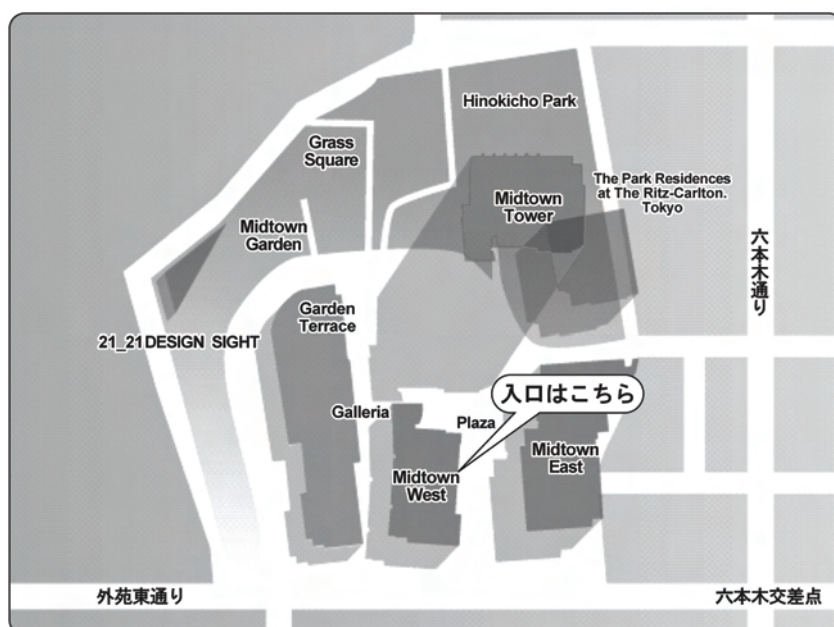 Hinokicho Park
Grass
Square
The Park Residences
at The Ritz-Carlton.
Tokyo
Midtown
Tower
Midtown
Garden
六本木通り
Garden
Terrace
21_21DESIGN SIGHT
入口はこちら
Galleria
Plaza
Midtown
East
Midtown
West
外苑東通り
六本木交差点